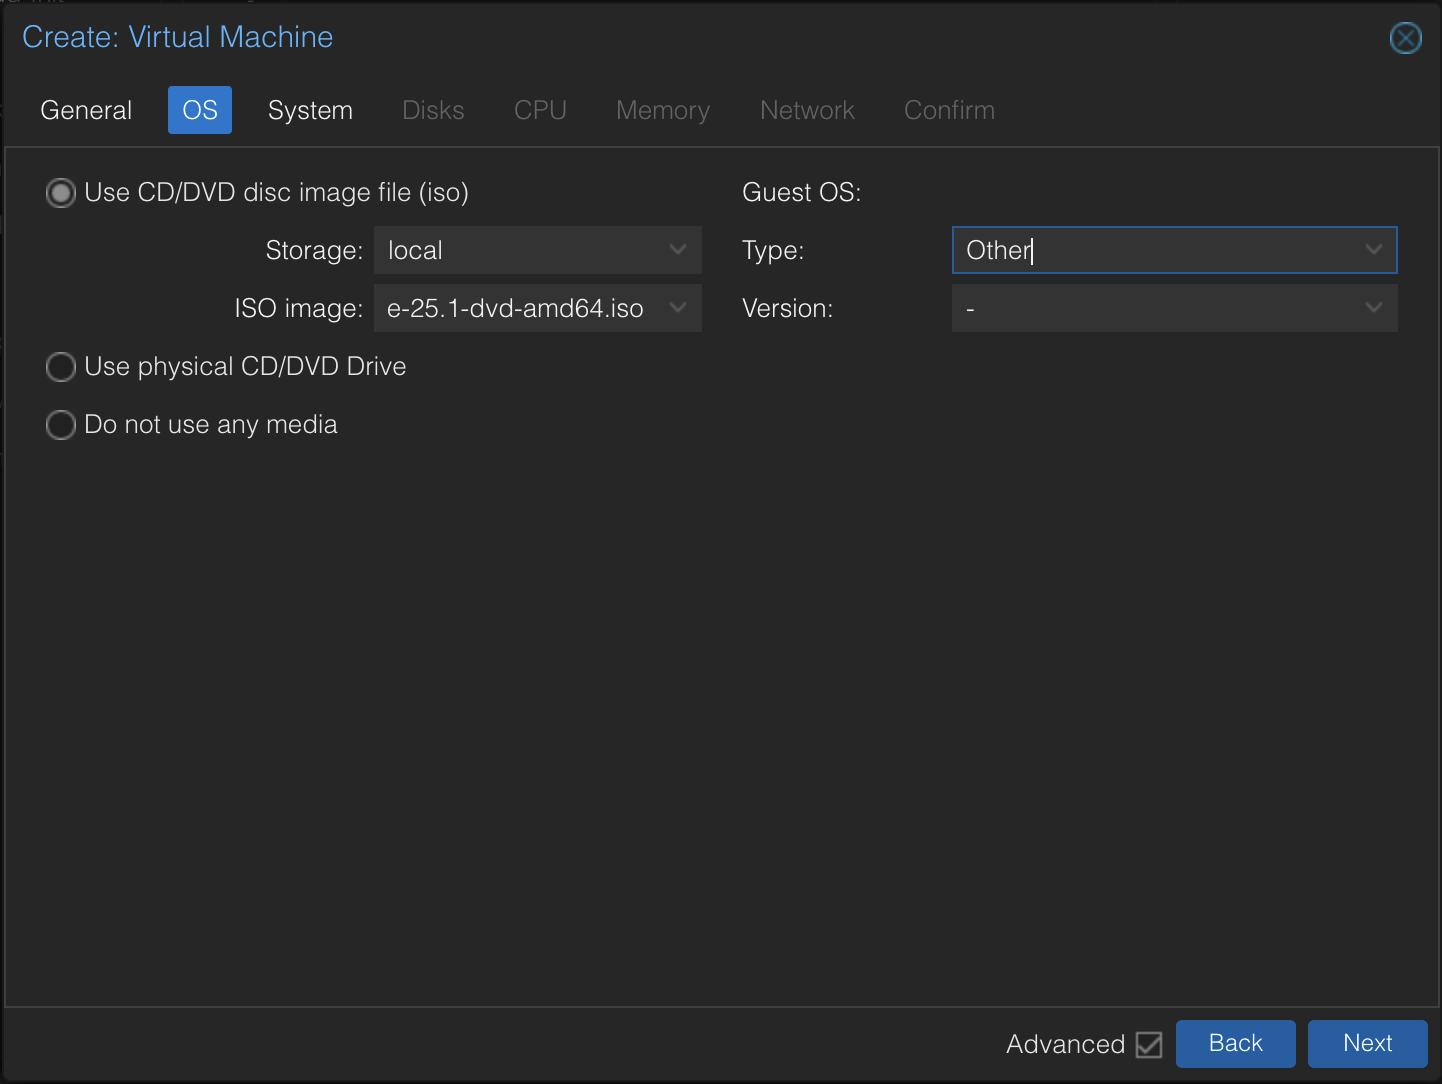 Create: Virtual Machine
General OS System Disks CPU Memory Network Confirm
Use CD/DVD disc image file (iso)
Storage: local
ISO image: e-25.1-dvd-amd64.iso
Use physical CD/DVD Drive
Do not use any media
Guest OS:
Type: Other
Version: -
Advanced Back Next